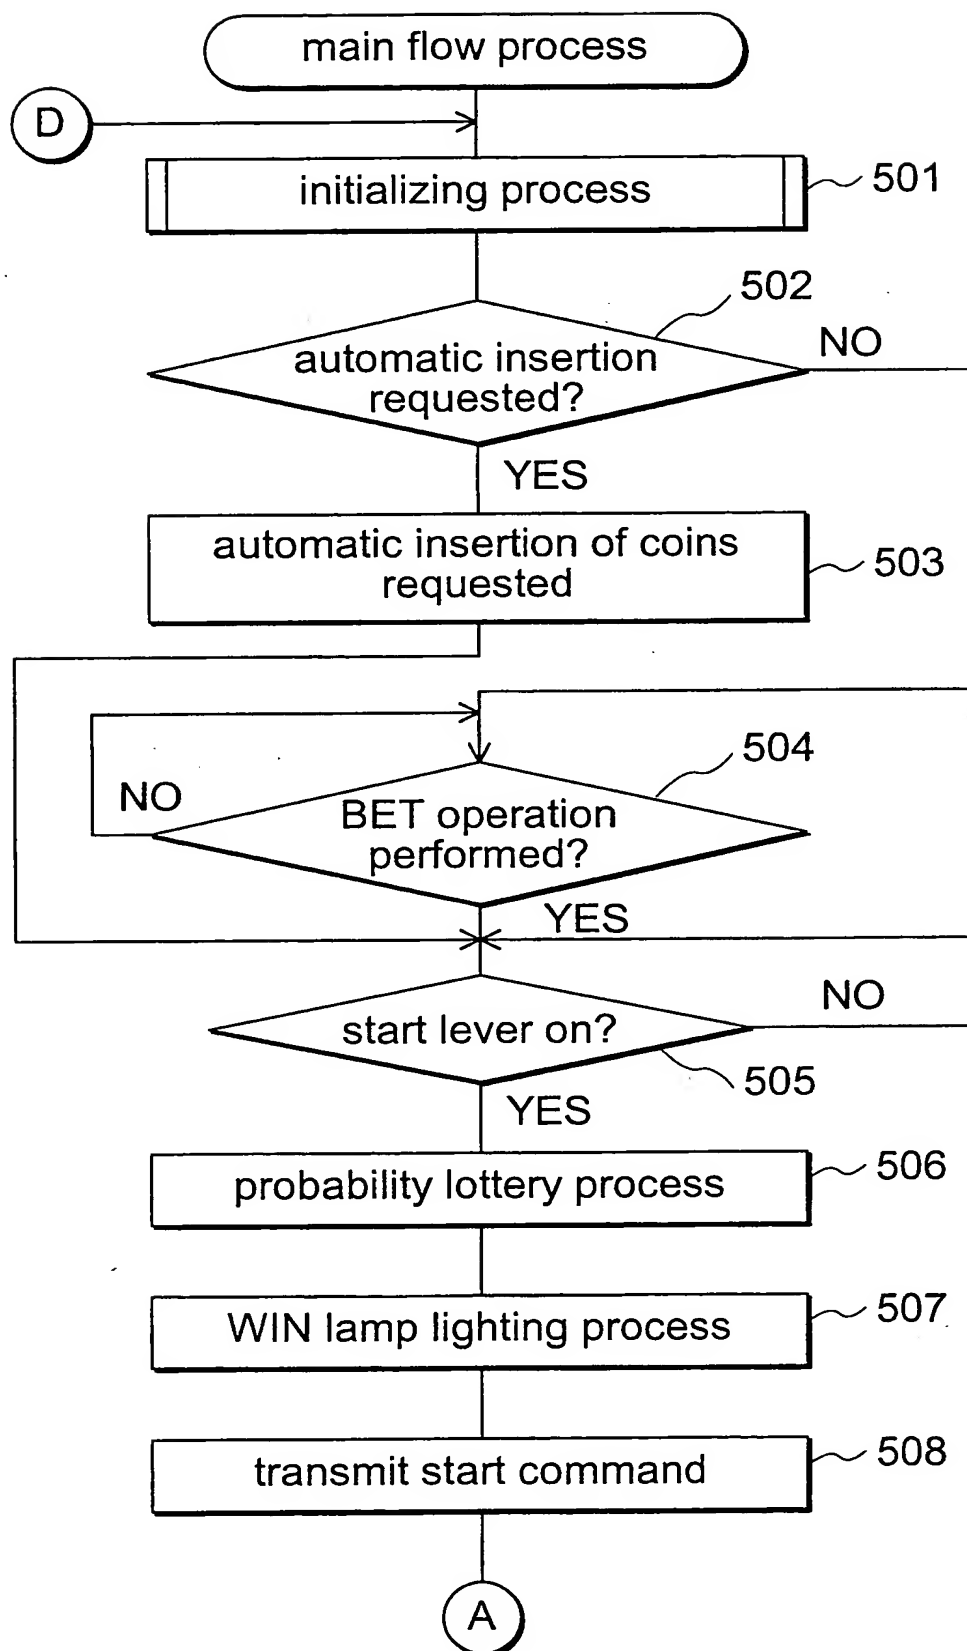 main flow process
D
initializing process
501
502
automatic insertion
requested?
NO
YES
automatic insertion of coins
requested
503
504
NO
BET operation
performed?
YES
NO
start lever on?
505
YES
probability lottery process
506
WIN lamp lighting process
507
transmit start command
508
A